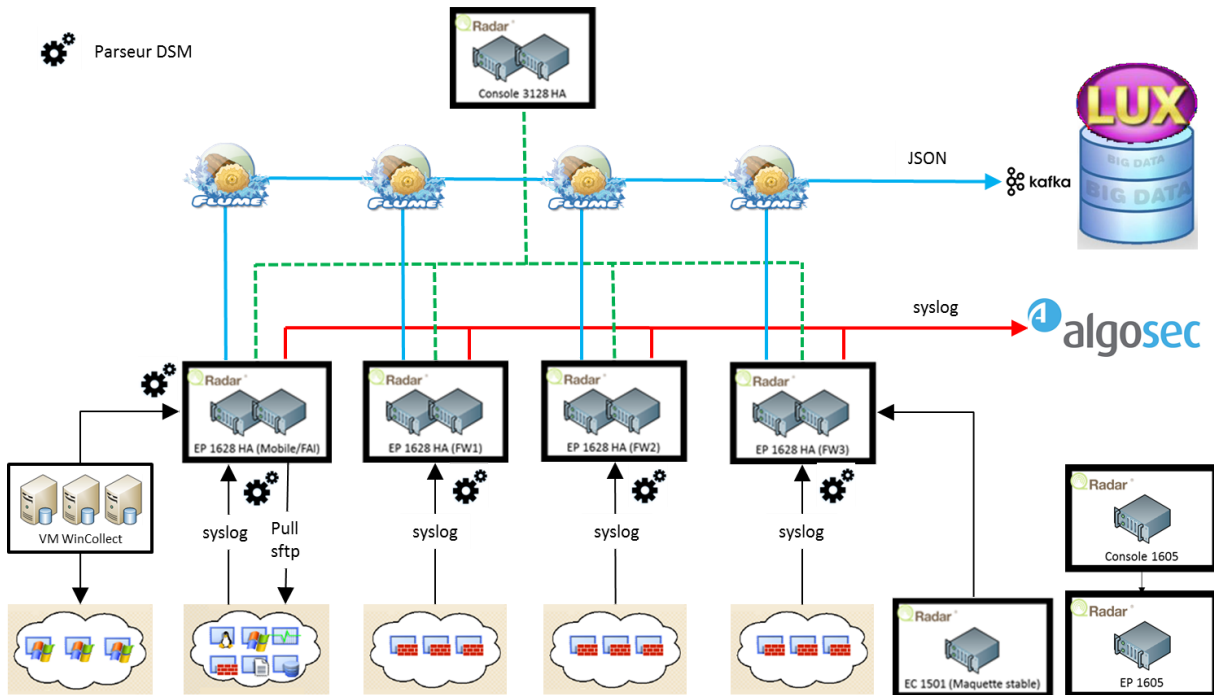 Radar
Console 3128 HA
Parseur DSM
LUX
BIG DATA
BIG DATA
JSON
kafka
FLUME
FLUME
FLUME
FLUME
syslog
algosec
Radar
EP 1628 HA (Mobile/FAI)
Radar
EP 1628 HA (FW1)
Radar
EP 1628 HA (FW2)
Radar
EP 1628 HA (FW3)
VM WinCollect
syslog
Pull
sftp
syslog
syslog
syslog
Radar
Console 1605
Radar
EC 1501 (Maquette stable)
Radar
EP 1605